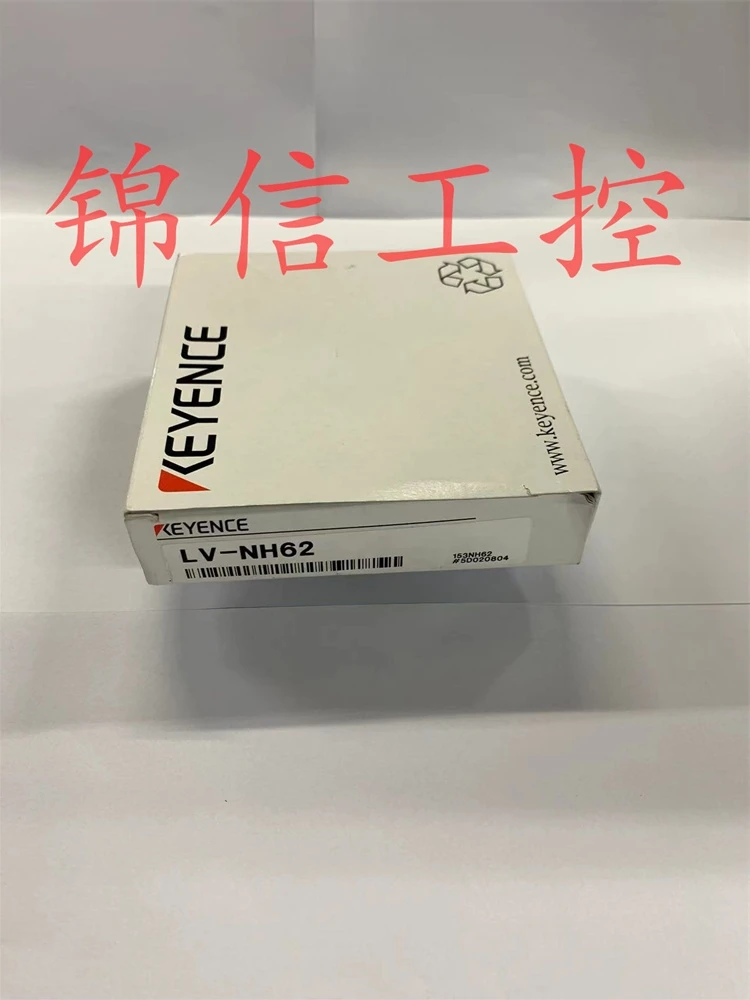 锦信工控
KEYENCE
www.keyence.com
KEYENCE
LV-NH62
153NH62
#5D020804